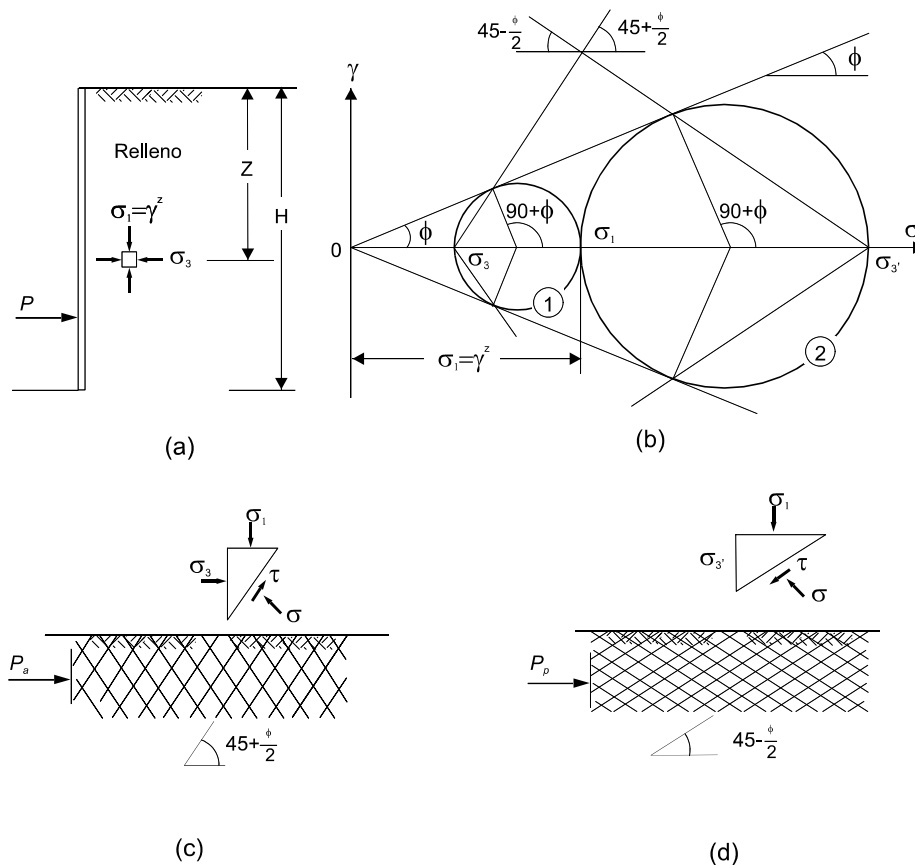 γ
Relleno
Z
H
σ₁=γᶻ
σ₃
P
(a)
45-ϕ/2
45+ϕ/2
ϕ
γ
90+ϕ
90+ϕ
0
ϕ
σ₁
σ
σ₃
σ₃'
1
2
σ₁=γᶻ
(b)
σ₁
σ₃
τ
σ
Pₐ
45+ϕ/2
(c)
σ₁
σ₃'
τ
σ
Pₚ
45-ϕ/2
(d)